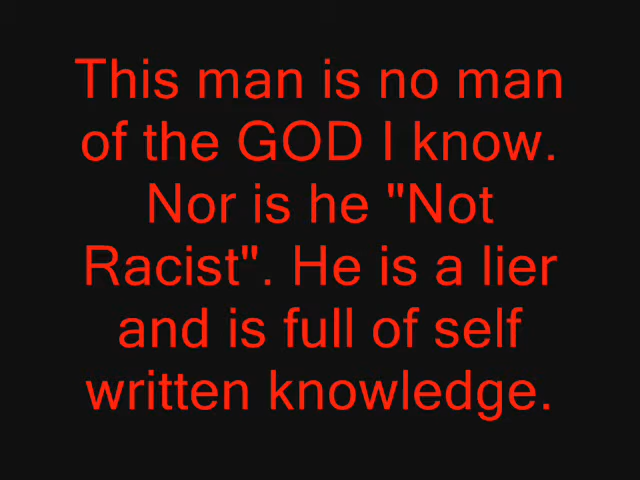 This man is no man
of the GOD I know.
Nor is he "Not
Racist". He is a lier
and is full of self
written knowledge.